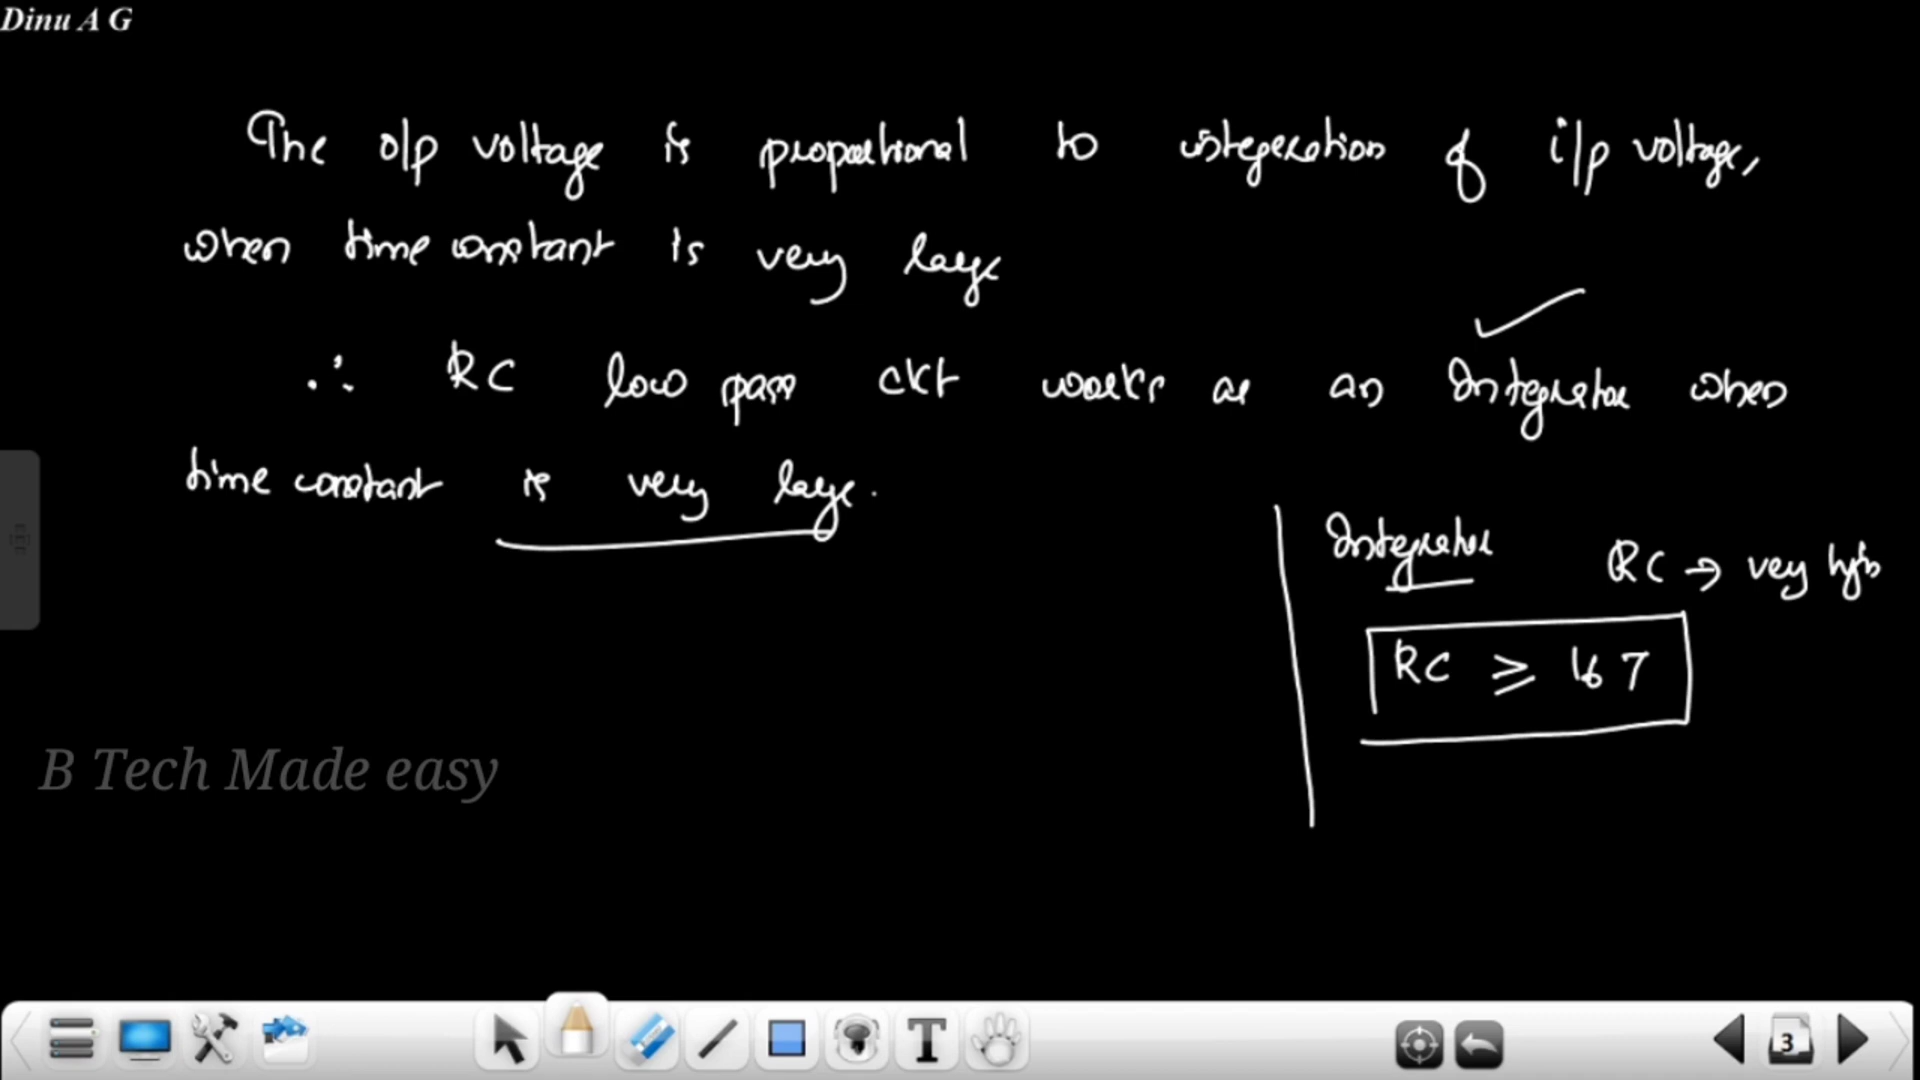 Dinu A G
The o/p voltage is proportional to integeration of i/p voltage,
when time constant is very large
∴ RC low pass ckt works as an Integrator when
time constant is very large.
Integrator RC → very high
RC ≥ 16 T
B Tech Made easy
3